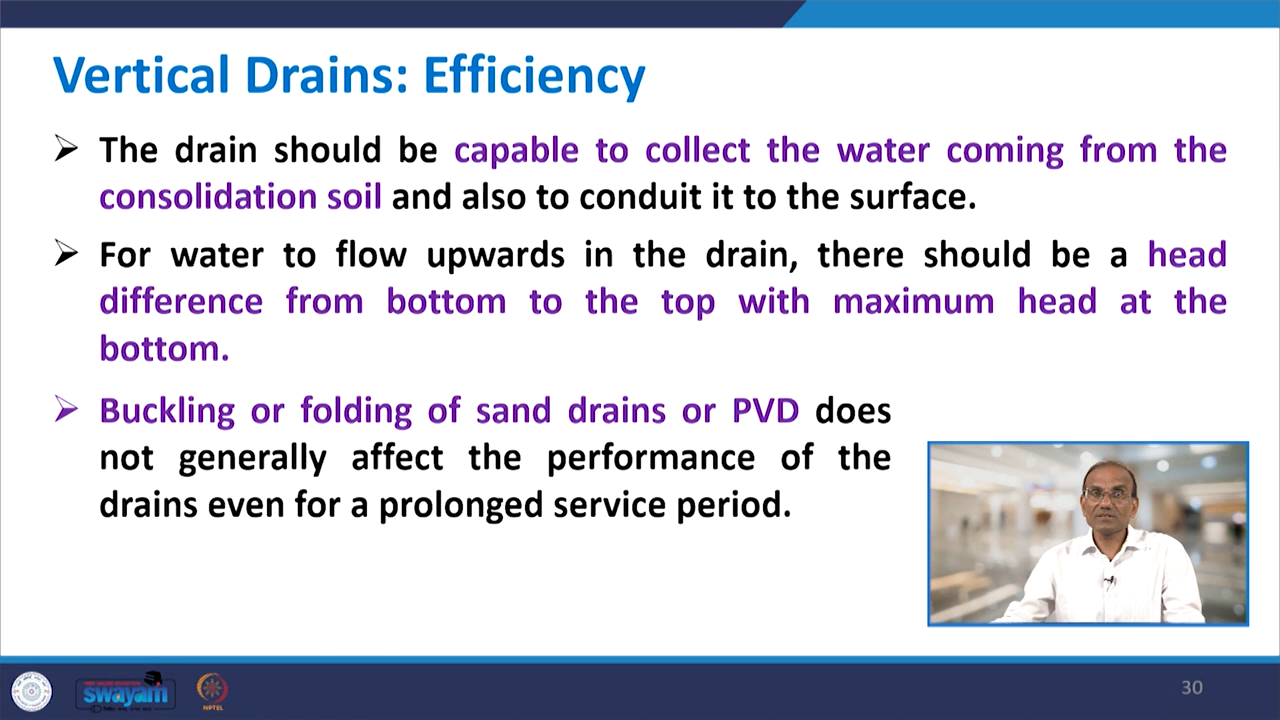 Vertical Drains: Efficiency
The drain should be capable to collect the water coming from the
consolidation soil and also to conduit it to the surface.
For water to flow upwards in the drain, there should be a head
difference from bottom to the top with maximum head at the
bottom.
Buckling or folding of sand drains or PVD does
not generally affect the performance of the
drains even for a prolonged service period.
swayam
NPTEL
30